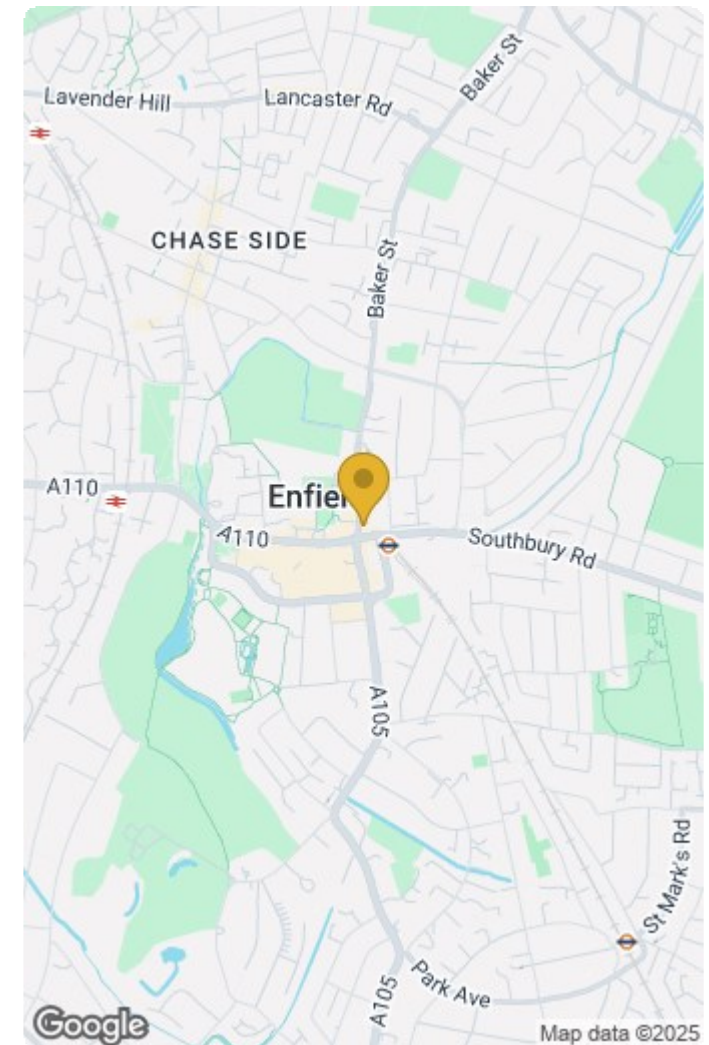 Baker St
Lavender Hill
Lancaster Rd
CHASE SIDE
Baker St
A110
Enfiel
A110
Southbury Rd
A105
St Mark's Rd
Park Ave
A105
Google
Map data ©2025